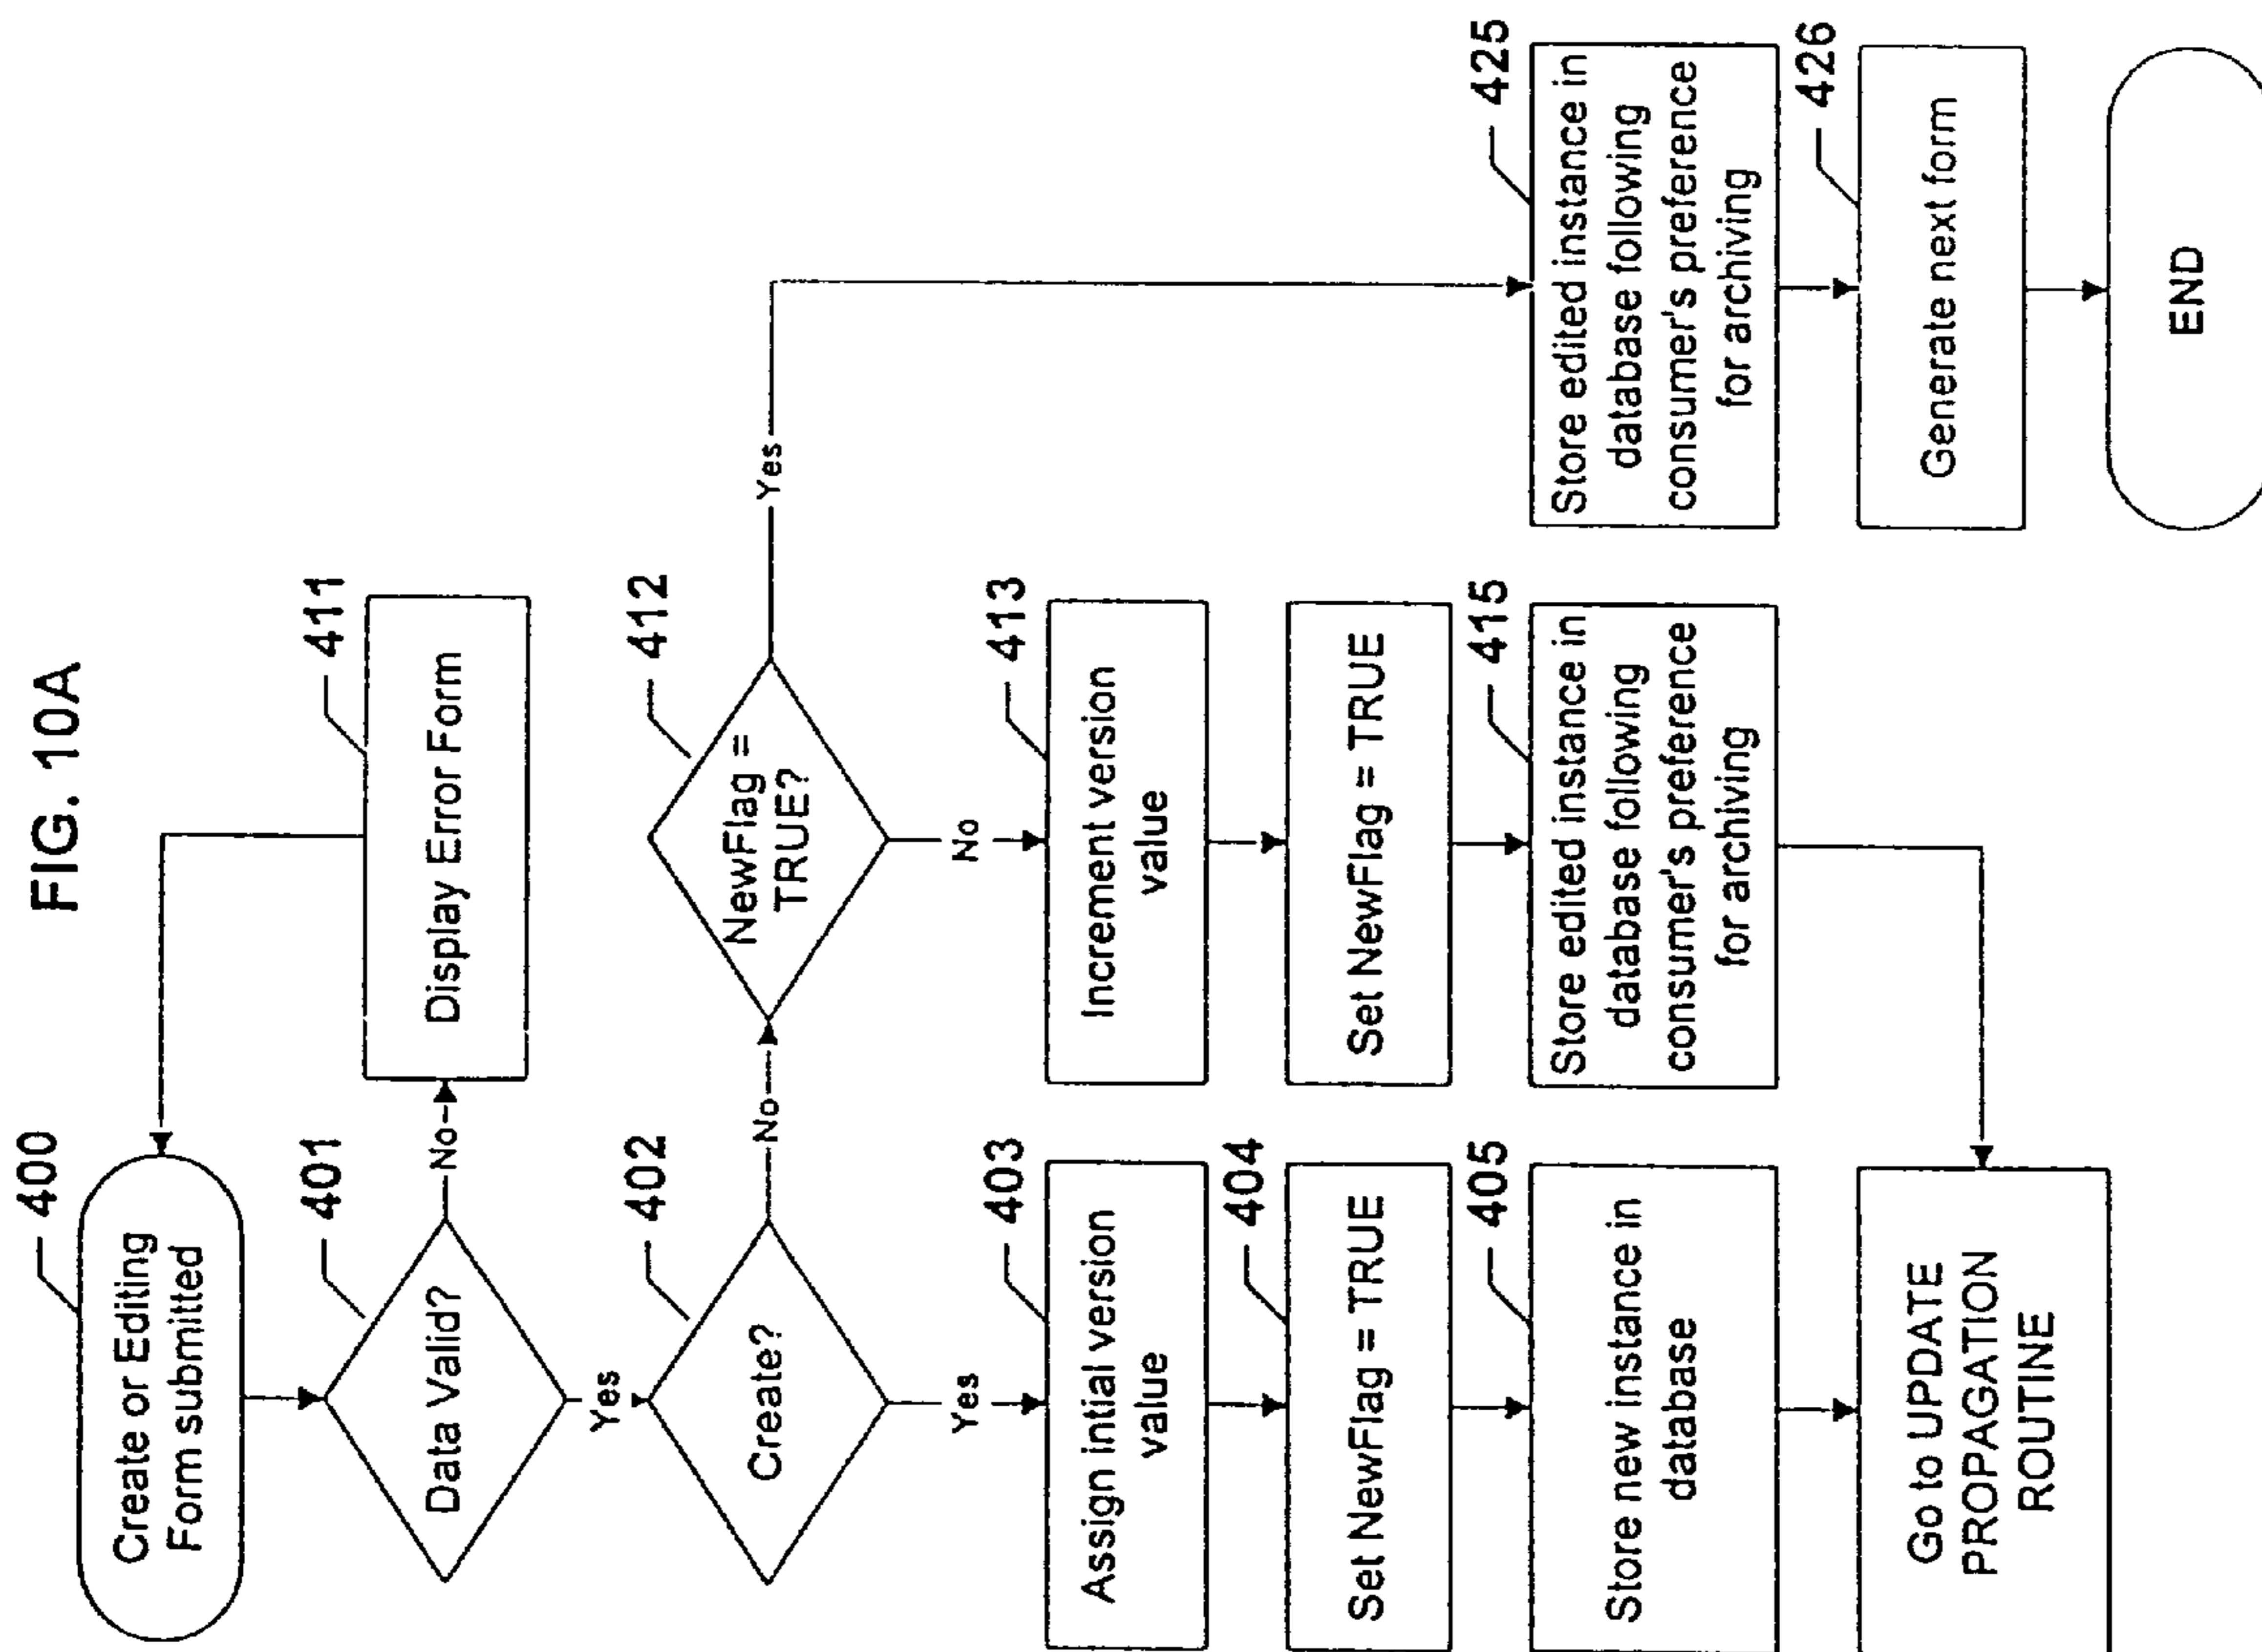 FIG. 10A
400
Create or Editing
Form submitted
401
Data Valid?
No
411
Display Error Form
Yes
402
Create?
No
412
NewFlag =
TRUE?
Yes
Yes
403
Assign intial version
value
No
413
Increment version
value
404
Set NewFlag = TRUE
Set NewFlag = TRUE
405
Store new instance in
database
415
Store edited instance in
database following
consumer's preference
for archiving
425
Store edited instance in
database following
consumer's preference
for archiving
Go to UPDATE
PROPAGATION
ROUTINE
426
Generate next form
END